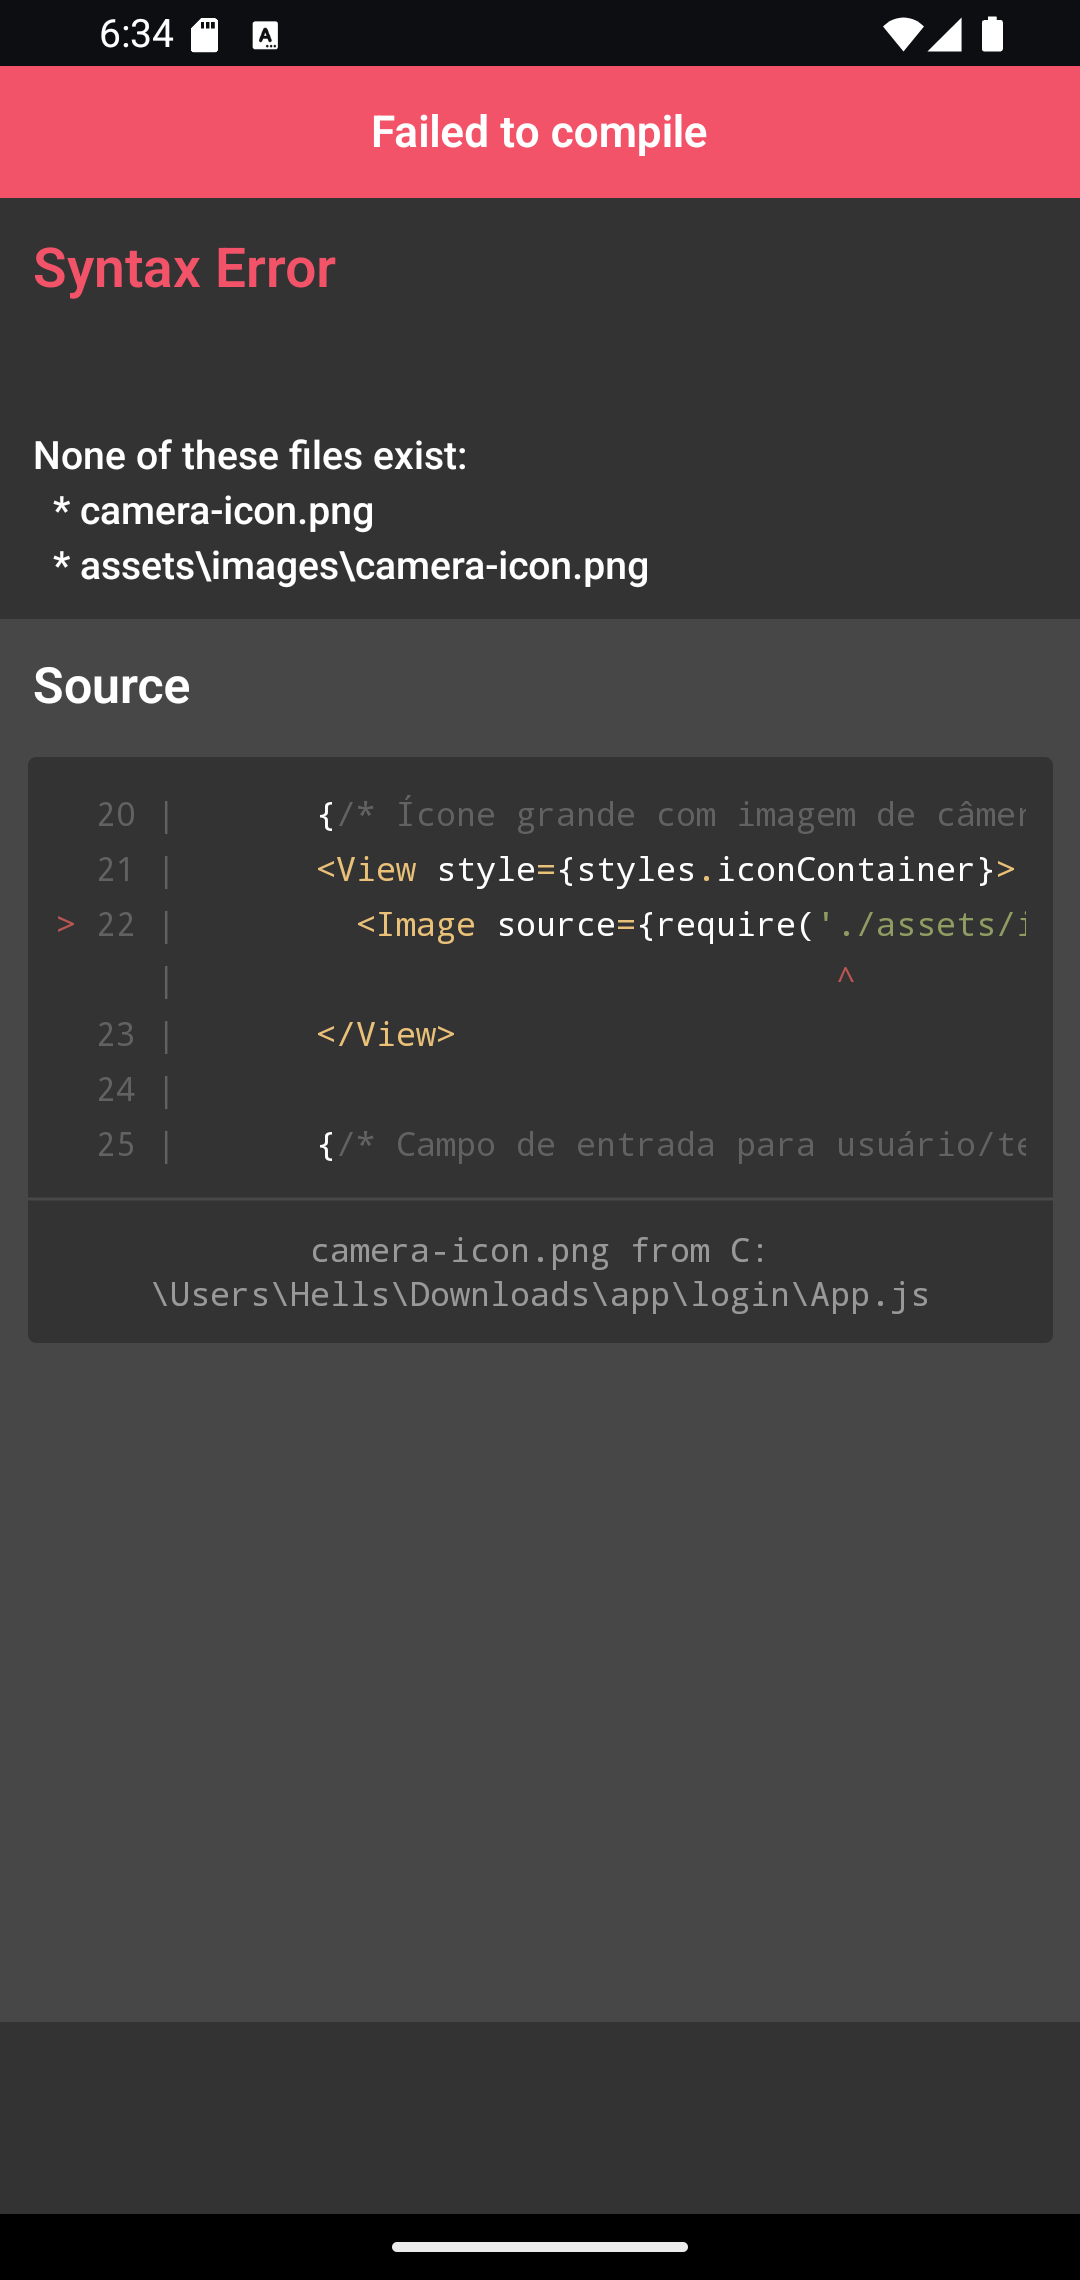 6:34
Failed to compile
Syntax Error
None of these files exist:
* camera-icon.png
* assets\images\camera-icon.png
Source
20 | {/* Ícone grande com imagem de câmer
21 | <View style={styles.iconContainer}>
> 22 | <Image source={require('./assets/i
| ^
23 | </View>
24 |
25 | {/* Campo de entrada para usuário/te
camera-icon.png from C:
\Users\Hells\Downloads\app\login\App.js